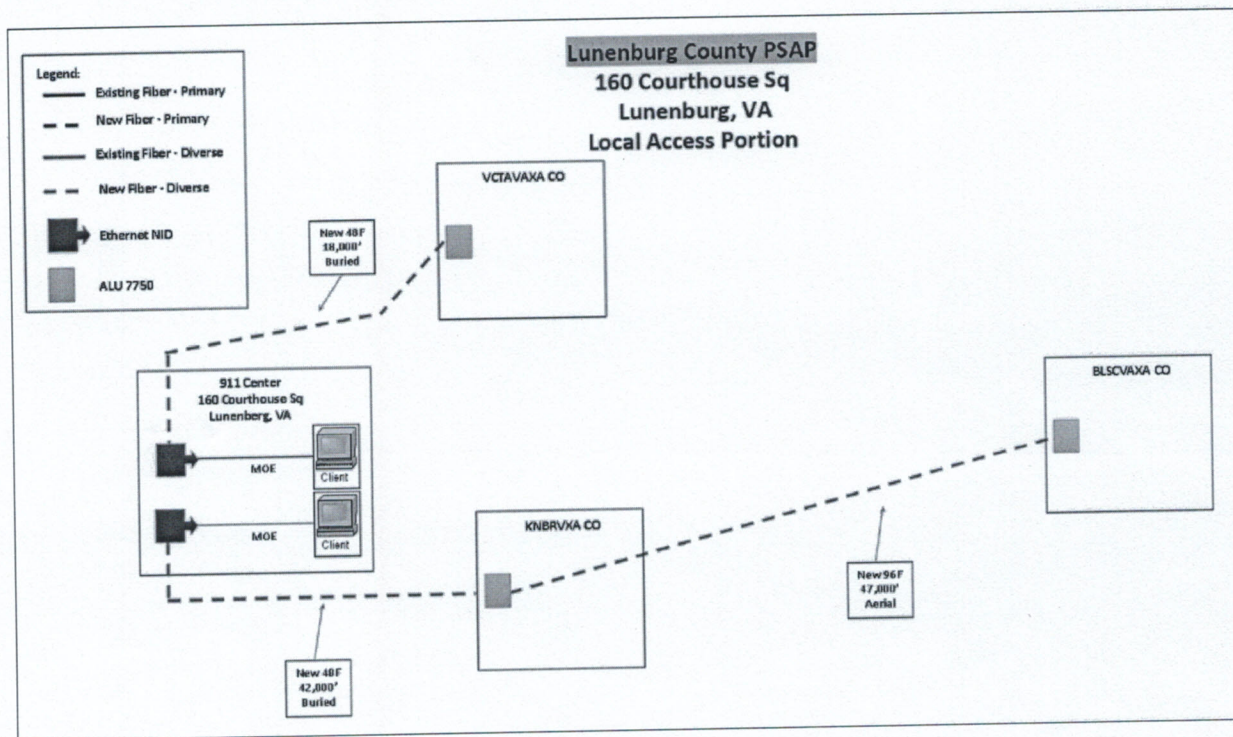 Lunenburg County PSAP
160 Courthouse Sq
Lunenburg, VA
Local Access Portion
Legend:
Existing Fiber - Primary
New Fiber - Primary
Existing Fiber - Diverse
New Fiber - Diverse
Ethernet NID
ALU 7750
VCTAVAXA CO
New 48F
18,000'
Buried
911 Center
160 Courthouse Sq
Lunenberg, VA
MOE
Client
MOE
Client
BLSCVAXA CO
KNBRVXA CO
New 96F
47,000'
Aerial
New 48F
42,000'
Buried